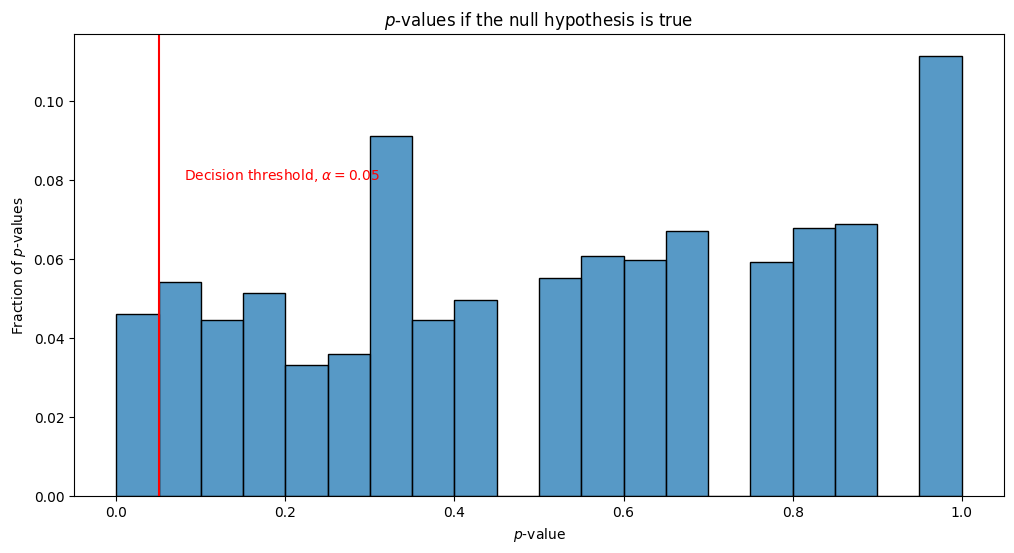 p-values if the null hypothesis is true
Fraction of p-values
0.10
0.08
0.06
0.04
0.02
0.00
Decision threshold, α = 0.05
0.0 0.2 0.4 0.6 0.8 1.0
p-value